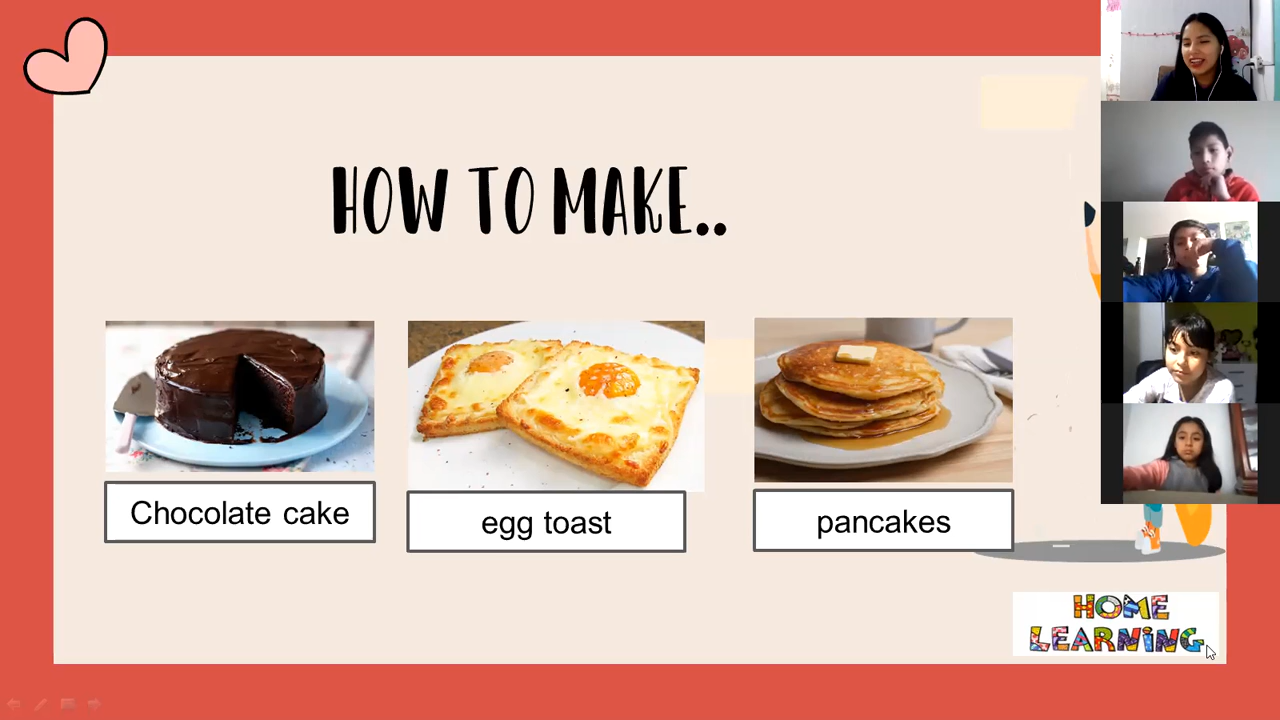 HOW TO MAKE..
Chocolate cake
egg toast
pancakes
HOME
LEARNING